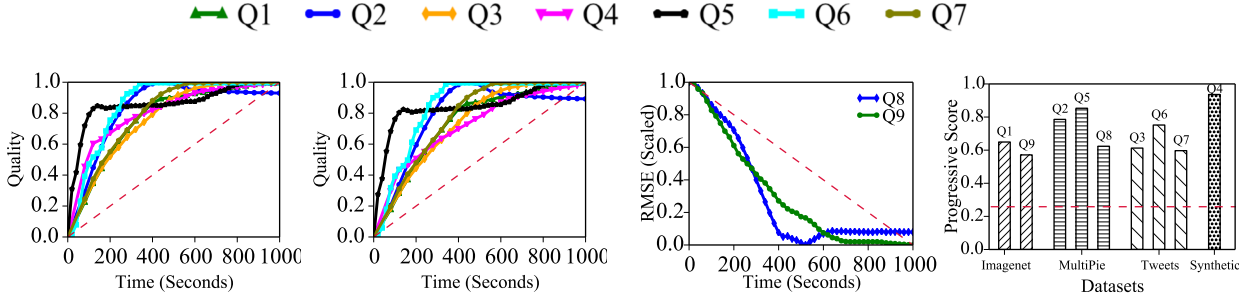 Q1 Q2 Q3 Q4 Q5 Q6 Q7
Quality
1.0
0.8
0.6
0.4
0.2
0.0
0 200 400 600 800 1000
Time (Seconds)
Quality
1.0
0.8
0.6
0.4
0.2
0.0
0 200 400 600 800 1000
Time (Seconds)
RMSE (Scaled)
1.0
0.8
0.6
0.4
0.2
0.0
Q8
Q9
0 200 400 600 800 1000
Time (Seconds)
Progressive Score
1.0
0.8
0.6
0.4
0.2
0.0
Q1 Q9 Q2 Q5 Q8 Q3 Q6 Q7 Q4
Imagenet MultiPie Tweets Synthetic
Datasets